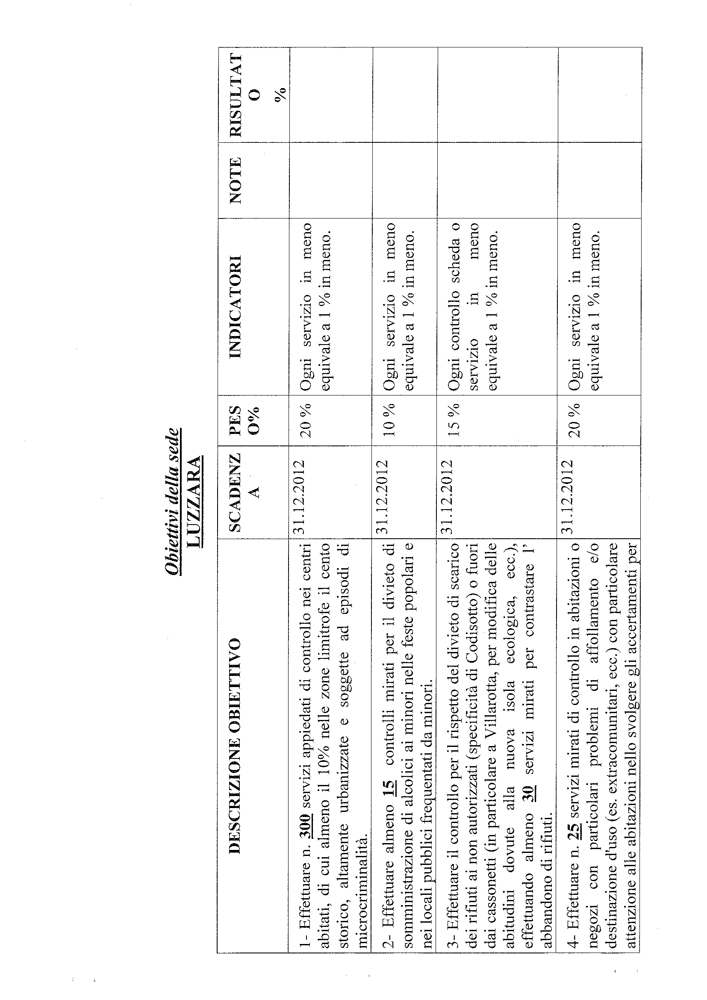 Obiettivi della sede
LUZZARA
DESCRIZIONE OBIETTIVO
SCADENZ
A
PES
O%
INDICATORI
NOTE
RISULTAT
O
%
1- Effettuare n. 300 servizi appiedati di controllo nei centri
abitati, di cui almeno il 10% nelle zone limitrofe il cento
storico, altamente urbanizzate e soggette ad episodi di
microcriminalità.
31.12.2012
20 %
Ogni servizio in meno
equivale a 1 % in meno.
2- Effettuare almeno 15 controlli mirati per il divieto di
somministrazione di alcolici ai minori nelle feste popolari e
nei locali pubblici frequentati da minori.
31.12.2012
10 %
Ogni servizio in meno
equivale a 1 % in meno.
3- Effettuare il controllo per il rispetto del divieto di scarico
dei rifiuti ai non autorizzati (specificità di Codisotto) o fuori
dai cassonetti (in particolare a Villarotta, per modifica delle
abitudini dovute alla nuova isola ecologica, ecc.),
effettuando almeno 30 servizi mirati per contrastare l'
abbandono di rifiuti.
31.12.2012
15 %
Ogni controllo scheda o
servizio in meno
equivale a 1 % in meno.
4- Effettuare n. 25 servizi mirati di controllo in abitazioni o
negozi con particolari problemi di affollamento e/o
destinazione d'uso (es. extracomunitari, ecc.) con particolare
attenzione alle abitazioni nello svolgere gli accertamenti per
31.12.2012
20 %
Ogni servizio in meno
equivale a 1 % in meno.